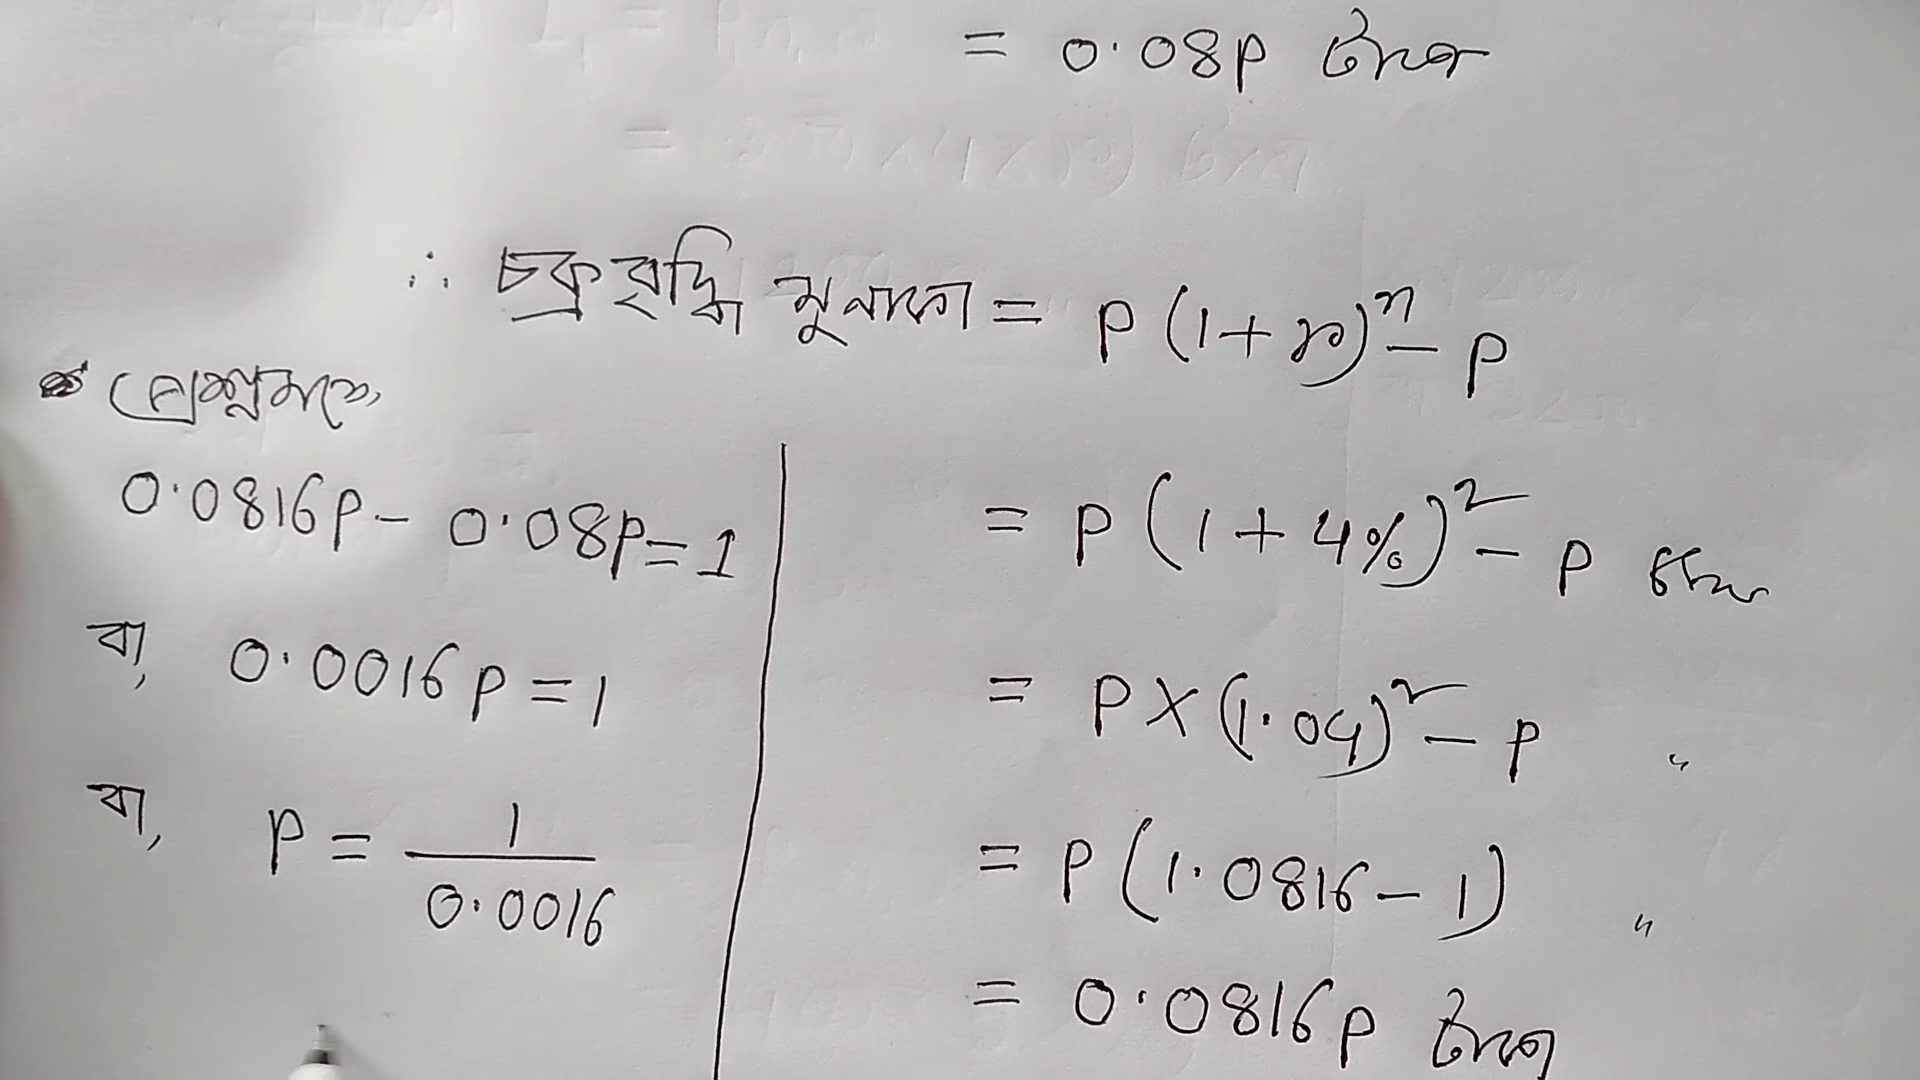 = 0.08P টাকা
∴ চক্রবৃদ্ধি মুনাফা = P(1+r)ⁿ - P
প্রশ্নমতে,
0.0816P - 0.08P = 1
বা, 0.0016P = 1
বা, P = 1/0.0016
= P(1+4%)² - P টাকা
= P×(1.04)² - P "
= P(1.0816-1) "
= 0.0816P টাকা